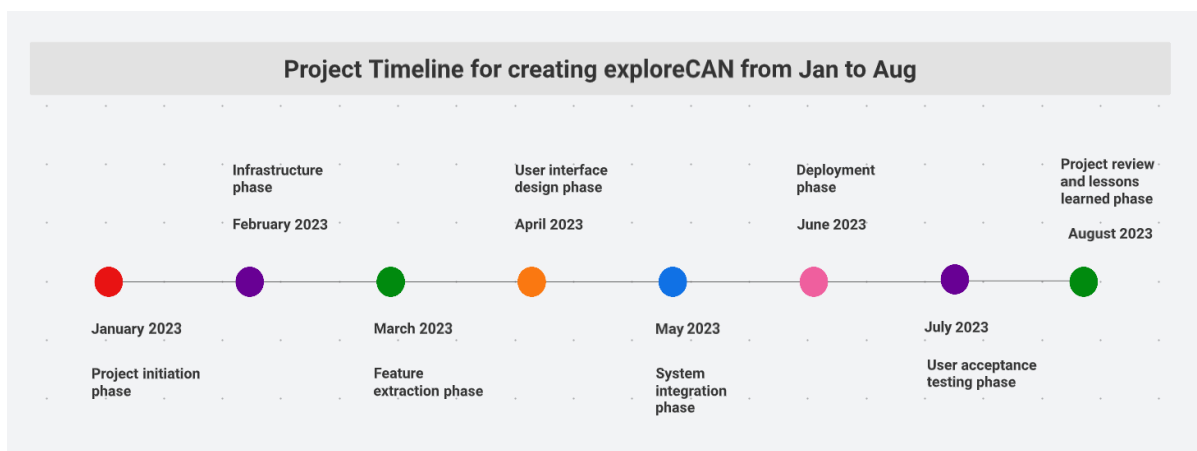 Project Timeline for creating exploreCAN from Jan to Aug
January 2023
Project initiation
phase
Infrastructure
phase
February 2023
March 2023
Feature
extraction phase
User interface
design phase
April 2023
May 2023
System
integration
phase
Deployment
phase
June 2023
July 2023
User acceptance
testing phase
Project review
and lessons
learned phase
August 2023